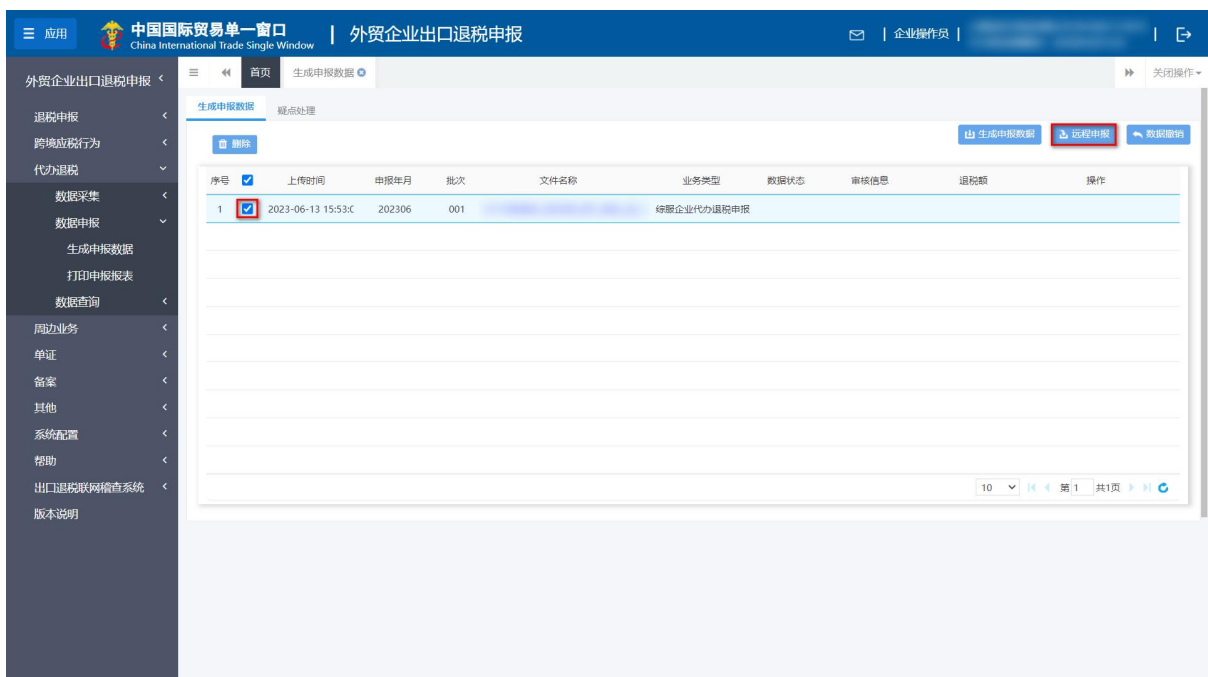 应用
中国国际贸易单一窗口
China International Trade Single Window
外贸企业出口退税申报
企业操作员
外贸企业出口退税申报
首页
生成申报数据
关闭操作
退税申报
跨境应税行为
代办退税
数据采集
数据申报
生成申报数据
打印申报报表
数据查询
周边业务
单证
备案
其他
系统配置
帮助
出口退税联网稽查系统
版本说明
生成申报数据 疑点处理
删除 生成申报数据 远程申报 数据撤销
序号 上传时间 申报年月 批次 文件名称 业务类型 数据状态 审核信息 退税额 操作
1 2023-06-13 15:53:0 202306 001 综服企业代办退税申报
10 第 1 共1页